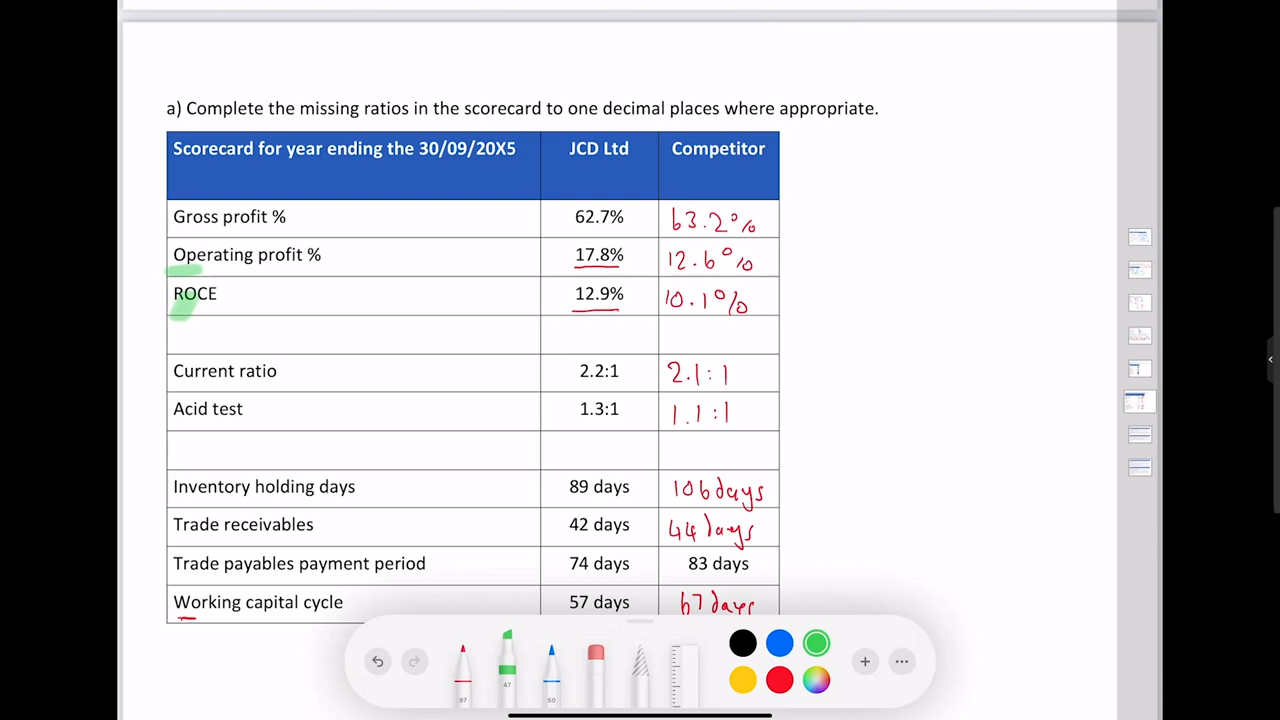 a) Complete the missing ratios in the scorecard to one decimal places where appropriate.
Scorecard for year ending the 30/09/20X5 JCD Ltd Competitor
Gross profit % 62.7% 63.2%
Operating profit % 17.8% 12.6%
ROCE 12.9% 10.1%
Current ratio 2.2:1 2.1:1
Acid test 1.3:1 1.1:1
Inventory holding days 89 days 106 days
Trade receivables 42 days 44 days
Trade payables payment period 74 days 83 days
Working capital cycle 57 days 67 days
97 47 50